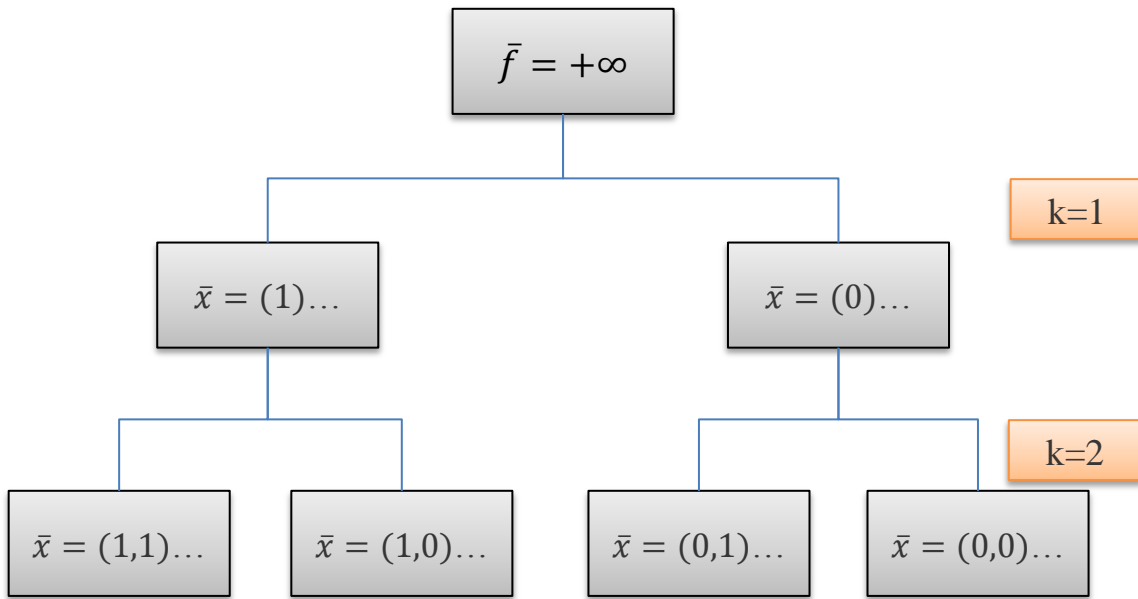 f̄ = +∞
k=1
x̄ = (1)…
x̄ = (0)…
k=2
x̄ = (1,1)…
x̄ = (1,0)…
x̄ = (0,1)…
x̄ = (0,0)…